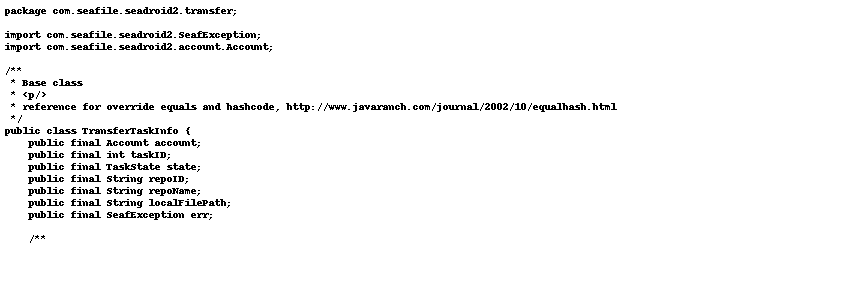 package com.seafile.seadroid2.transfer;

import com.seafile.seadroid2.SeafException;
import com.seafile.seadroid2.account.Account;

/**
 * Base class
 * <p/>
 * reference for override equals and hashcode, http://www.javaranch.com/journal/2002/10/equalhash.html
 */
public class TransferTaskInfo {
    public final Account account;
    public final int taskID;
    public final TaskState state;
    public final String repoID;
    public final String repoName;
    public final String localFilePath;
    public final SeafException err;

    /**